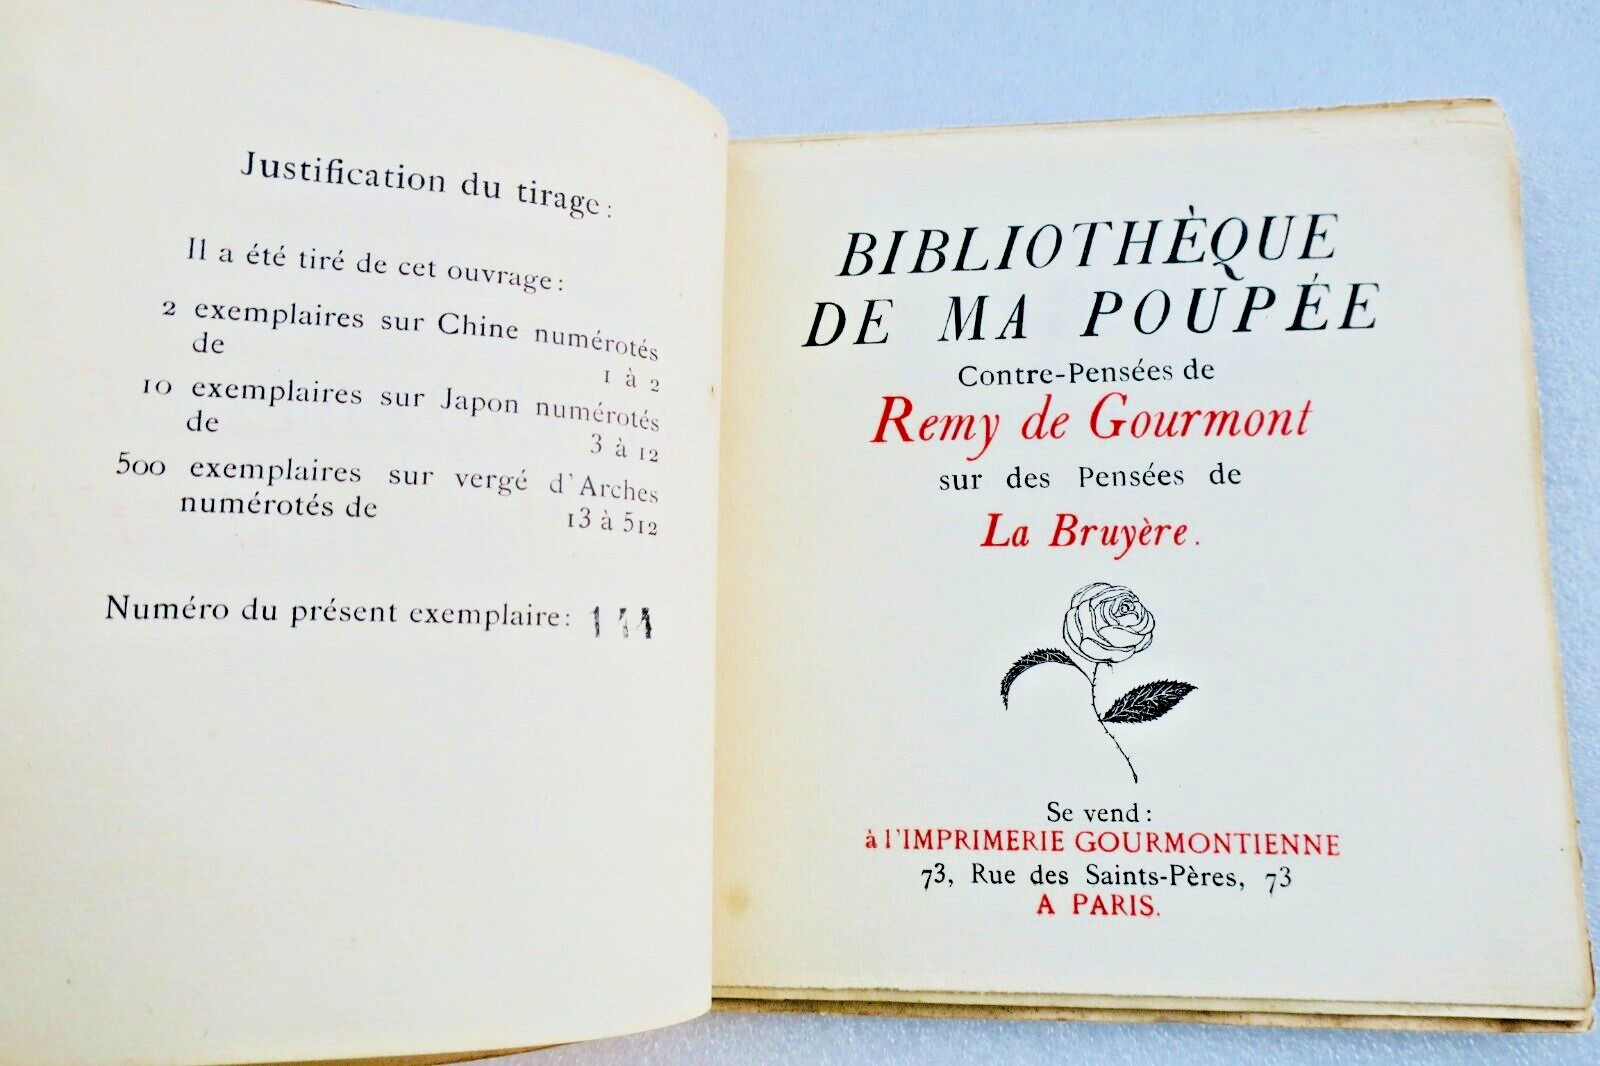 Justification du tirage :
Il a été tiré de cet ouvrage :
2 exemplaires sur Chine numérotés
de 1 à 2
10 exemplaires sur Japon numérotés
de 3 à 12
500 exemplaires sur vergé d'Arches
numérotés de 13 à 512
Numéro du présent exemplaire : 144
BIBLIOTHÈQUE
DE MA POUPÉE
Contre-Pensées de
Remy de Gourmont
sur des Pensées de
La Bruyère.
Se vend :
à l'IMPRIMERIE GOURMONTIENNE
73, Rue des Saints-Pères, 73
A PARIS.